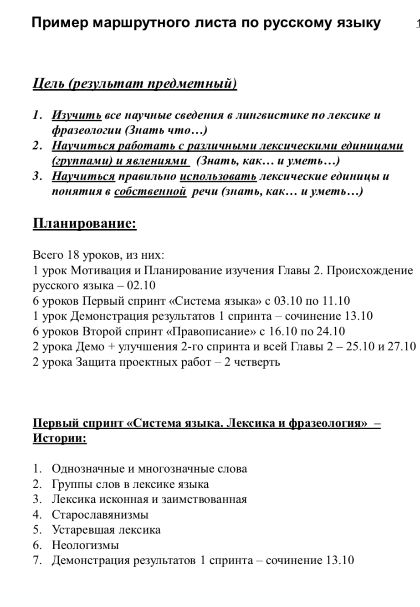 Пример маршрутного листа по русскому языку
Цель (результат предметный)
1. Изучить все научные сведения в лингвистике по лексике и
фразеологии (Знать что…)
2. Научиться работать с различными лексическими единицами
(группами) и явлениями (Знать, как… и уметь…)
3. Научиться правильно использовать лексические единицы и
понятия в собственной речи (знать, как… и уметь…)
Планирование:
Всего 18 уроков, из них:
1 урок Мотивация и Планирование изучения Главы 2. Происхождение
русского языка – 02.10
6 уроков Первый спринт «Система языка» с 03.10 по 11.10
1 урок Демонстрация результатов 1 спринта – сочинение 13.10
6 уроков Второй спринт «Правописание» с 16.10 по 24.10
2 урока Демо + улучшения 2-го спринта и всей Главы 2 – 25.10 и 27.10
2 урока Защита проектных работ – 2 четверть
Первый спринт «Система языка. Лексика и фразеология» –
Истории:
1. Однозначные и многозначные слова
2. Группы слов в лексике языка
3. Лексика исконная и заимствованная
4. Старославянизмы
5. Устаревшая лексика
6. Неологизмы
7. Демонстрация результатов 1 спринта – сочинение 13.10